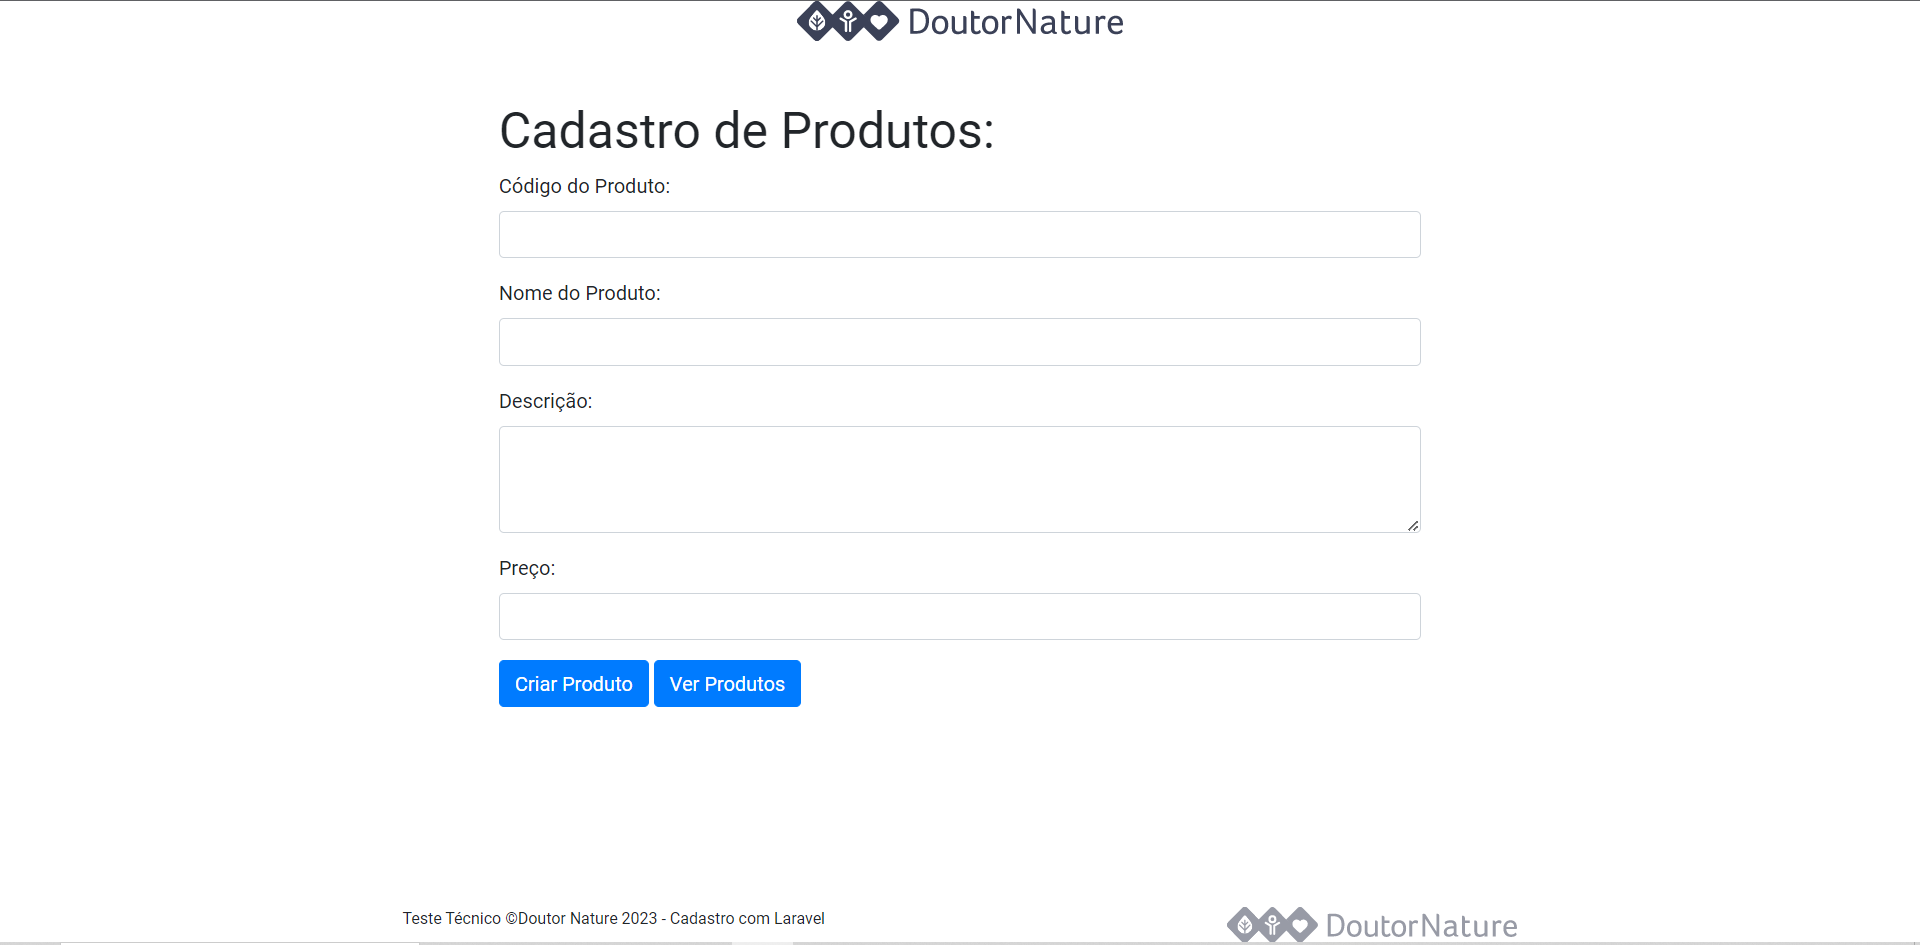 DoutorNature
Cadastro de Produtos:
Código do Produto:
Nome do Produto:
Descrição:
Preço:
Criar Produto
Ver Produtos
Teste Técnico ©Doutor Nature 2023 - Cadastro com Laravel
DoutorNature